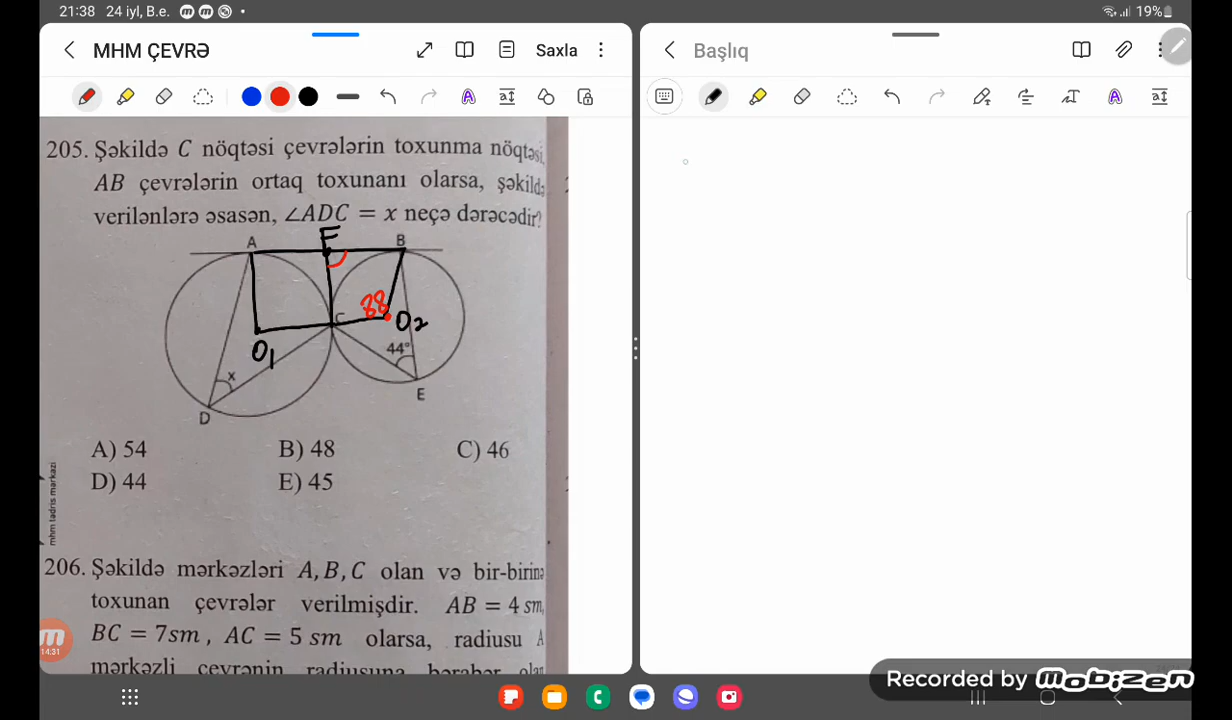 21:38 24 iyl, B.e.
19%
MHM ÇEVRƏ
Saxla
Başlıq
205. Şəkildə C nöqtəsi çevrələrin toxunma nöqtəsi,
AB çevrələrin ortaq toxunanı olarsa, şəkildə
verilənlərə əsasən, ∠ADC = x neçə dərəcədir?
F
A
B
88
C
O2
O1
44°
x
E
D
A) 54 B) 48 C) 46
D) 44 E) 45
mhm tədris mərkəzi
206. Şəkildə mərkəzləri A, B, C olan və bir-birinə
toxunan çevrələr verilmişdir. AB = 4 sm,
BC = 7sm, AC = 5 sm olarsa, radiusu A
mərkəzli çevrənin radiusuna bərabər olan
14:31
Recorded by mobizen